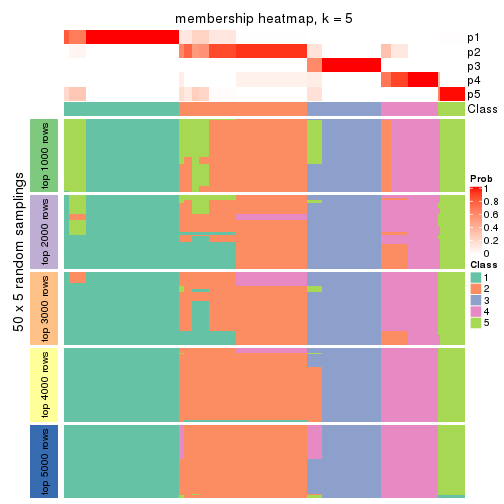 membership heatmap, k = 5
p1
p2
p3
p4
p5
Class
50 x 5 random samplings
top 1000 rows
top 2000 rows
top 3000 rows
top 4000 rows
top 5000 rows
Prob
1
0.8
0.6
0.4
0.2
0
Class
1
2
3
4
5